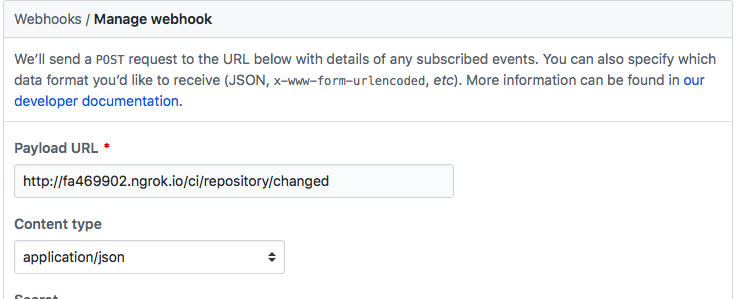 Webhooks / Manage webhook
We’ll send a POST request to the URL below with details of any subscribed events. You can also specify which
data format you’d like to receive (JSON, x-www-form-urlencoded, etc). More information can be found in our
developer documentation.
Payload URL *
http://fa469902.ngrok.io/ci/repository/changed
Content type
application/json
Secret